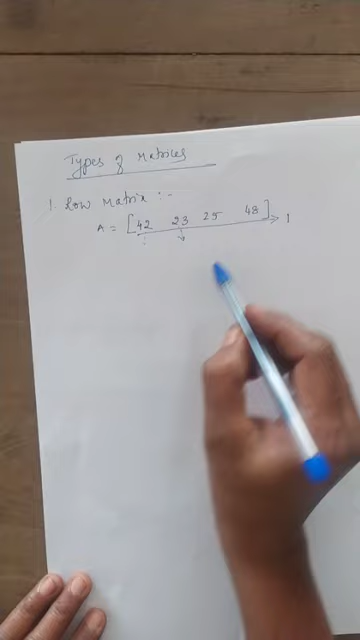 Types of Matrices
1. Row Matrix :-
A = [42 23 25 48] → 1